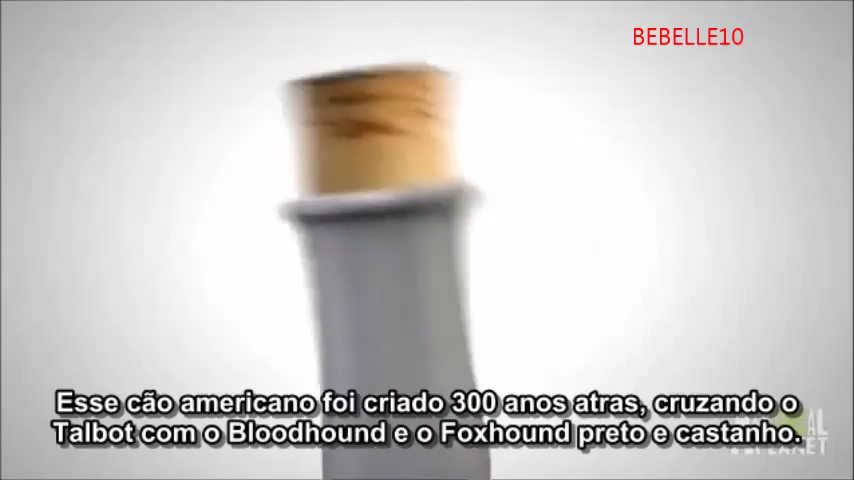 BEBELLE10
Esse cão americano foi criado 300 anos atras, cruzando o
Talbot com o Bloodhound e o Foxhound preto e castanho.